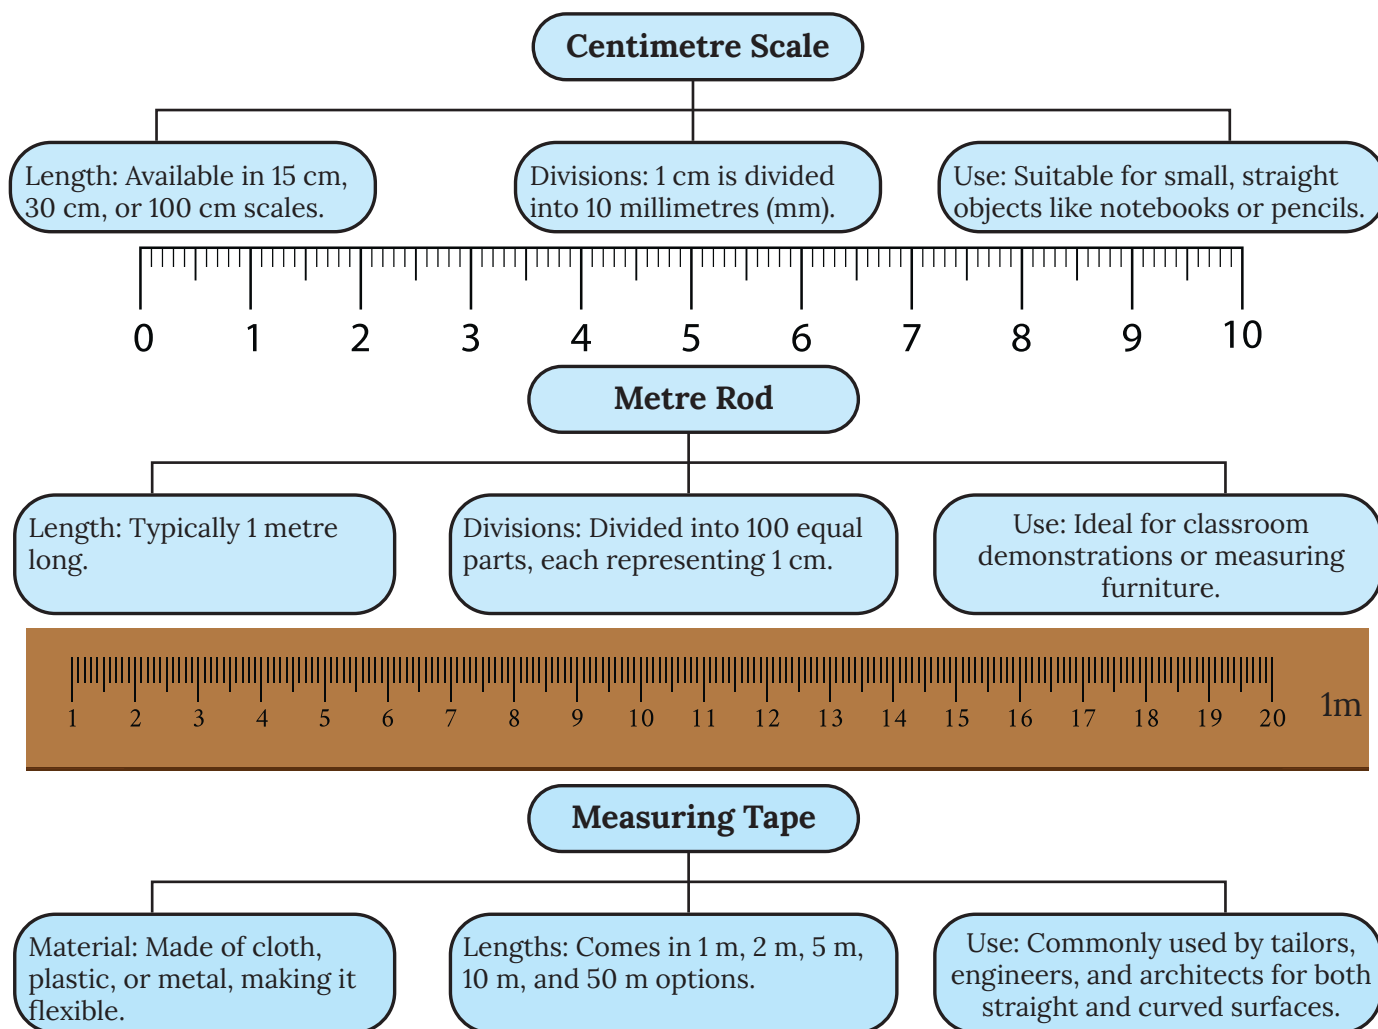 Centimetre Scale
Length: Available in 15 cm,
30 cm, or 100 cm scales.
Divisions: 1 cm is divided
into 10 millimetres (mm).
Use: Suitable for small, straight
objects like notebooks or pencils.
0 1 2 3 4 5 6 7 8 9 10
Metre Rod
Length: Typically 1 metre
long.
Divisions: Divided into 100 equal
parts, each representing 1 cm.
Use: Ideal for classroom
demonstrations or measuring
furniture.
1 2 3 4 5 6 7 8 9 10 11 12 13 14 15 16 17 18 19 20 1m
Measuring Tape
Material: Made of cloth,
plastic, or metal, making it
flexible.
Lengths: Comes in 1 m, 2 m, 5 m,
10 m, and 50 m options.
Use: Commonly used by tailors,
engineers, and architects for both
straight and curved surfaces.